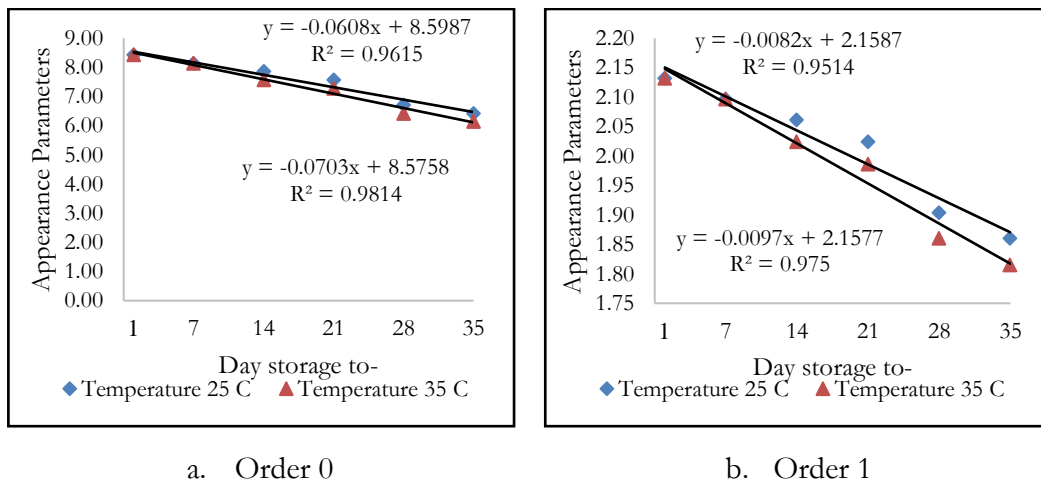 y = -0.0608x + 8.5987
R² = 0.9615
9.00
8.00
7.00
6.00
5.00
4.00
3.00
2.00
1.00
0.00
Appearance Parameters
y = -0.0703x + 8.5758
R² = 0.9814
1 7 14 21 28 35
Day storage to-
Temperature 25 C Temperature 35 C
a. Order 0
y = -0.0082x + 2.1587
R² = 0.9514
2.20
2.15
2.10
2.05
2.00
1.95
1.90
1.85
1.80
1.75
Appearance Parameters
y = -0.0097x + 2.1577
R² = 0.975
1 7 14 21 28 35
Day storage to-
Temperature 25 C Temperature 35 C
b. Order 1